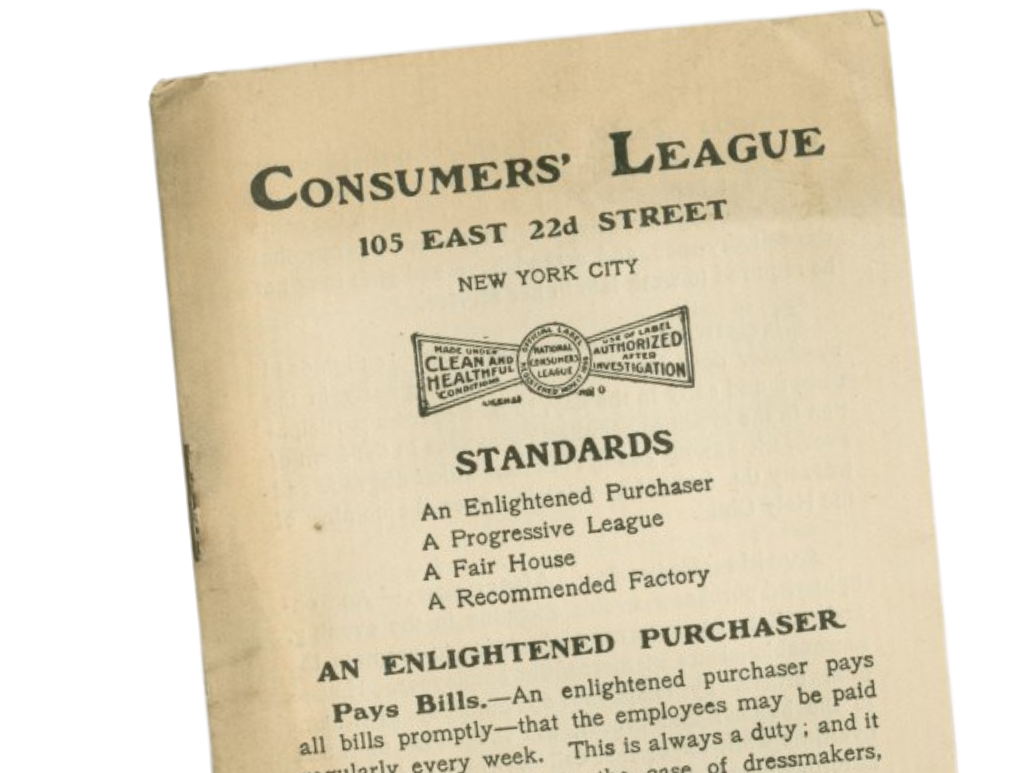 CONSUMERS' LEAGUE
105 EAST 22d STREET
NEW YORK CITY
MADE UNDER
CLEAN AND
HEALTHFUL
CONDITIONS
OFFICIAL LABEL
NATIONAL
CONSUMERS
LEAGUE
REGISTERED
USE OF LABEL
AUTHORIZED
AFTER
INVESTIGATION
STANDARDS
An Enlightened Purchaser
A Progressive League
A Fair House
A Recommended Factory
AN ENLIGHTENED PURCHASER
Pays Bills.—An enlightened purchaser pays
all bills promptly—that the employees may be paid
every week. This is always a duty; and it
case of dressmakers,